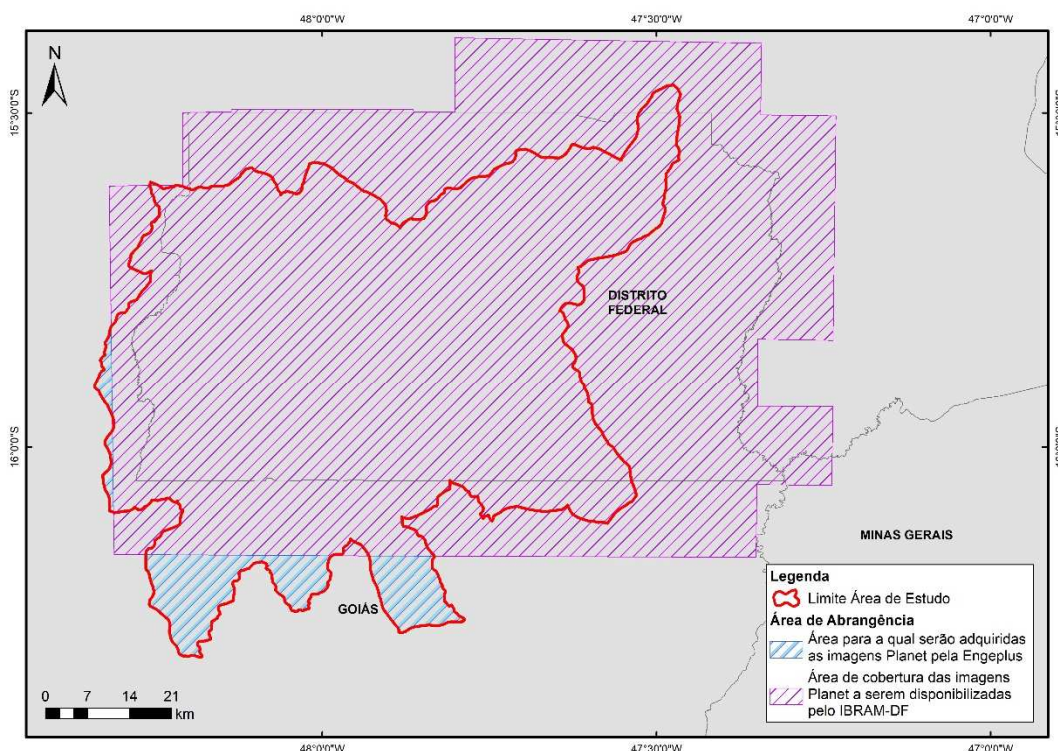 48°0'0"W
47°30'0"W
47°0'0"W
N
15°30'0"S
16°0'0"S
DISTRITO
FEDERAL
MINAS GERAIS
GOIÁS
Legenda
Limite Área de Estudo
Área de Abrangência
Área para a qual serão adquiridas
as imagens Planet pela Engeplus
Área de cobertura das imagens
Planet a serem disponibilizadas
pelo IBRAM-DF
0 7 14 21
km
48°0'0"W
47°30'0"W
47°0'0"W